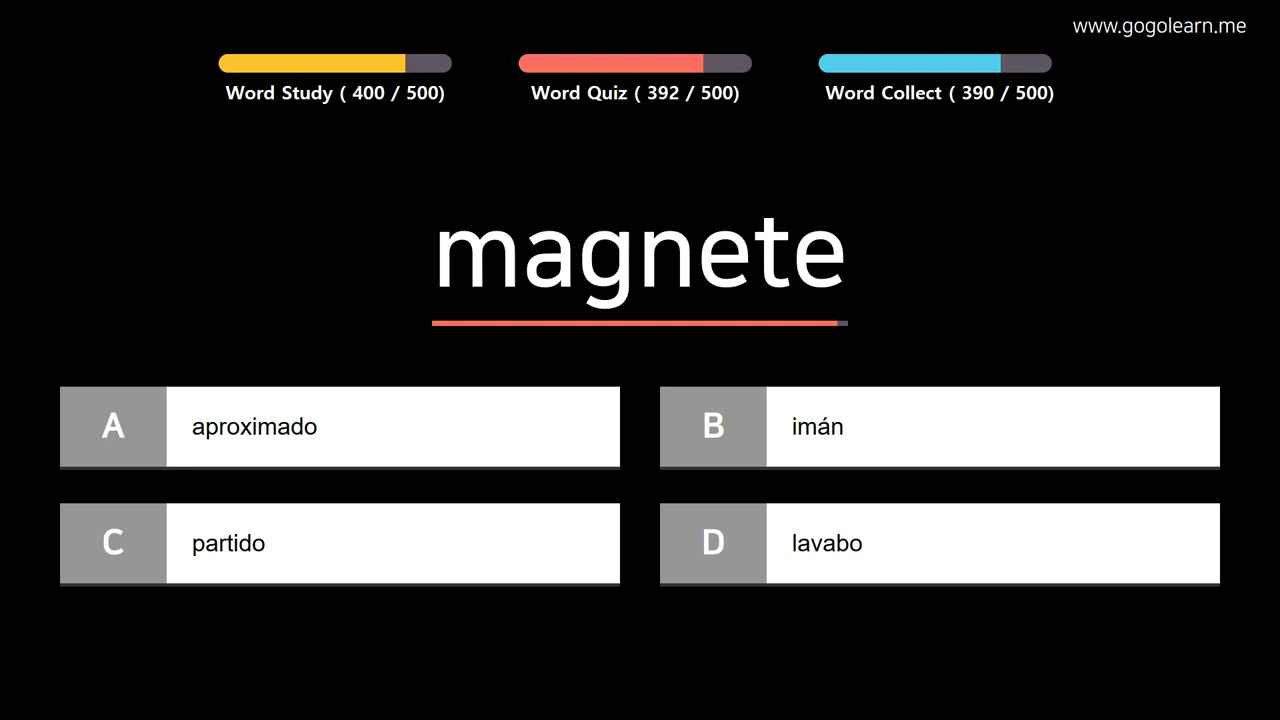 www.gogolearn.me
Word Study ( 400 / 500)
Word Quiz ( 392 / 500)
Word Collect ( 390 / 500)
magnete
A aproximado
B imán
C partido
D lavabo